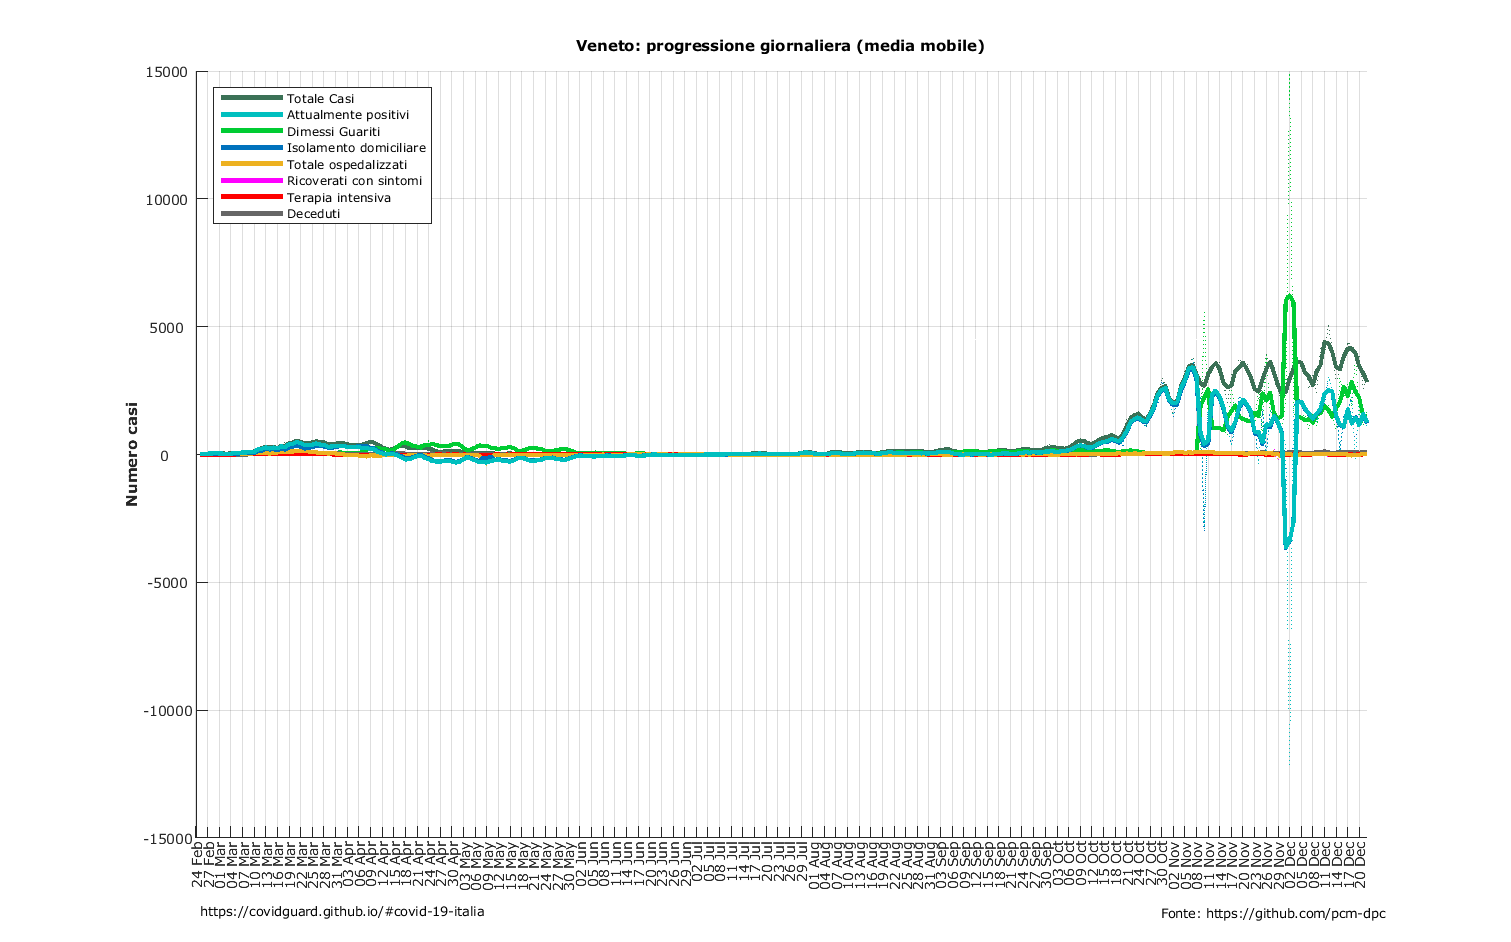 Veneto: progressione giornaliera (media mobile)
15000
10000
5000
0
-5000
-10000
-15000
Numero casi
Totale Casi
Attualmente positivi
Dimessi Guariti
Isolamento domiciliare
Totale ospedalizzati
Ricoverati con sintomi
Terapia intensiva
Deceduti
24 Feb
27 Feb
01 Mar
04 Mar
07 Mar
10 Mar
13 Mar
16 Mar
19 Mar
22 Mar
25 Mar
28 Mar
31 Mar
03 Apr
06 Apr
09 Apr
12 Apr
15 Apr
18 Apr
21 Apr
24 Apr
27 Apr
30 Apr
03 May
06 May
09 May
12 May
15 May
18 May
21 May
24 May
27 May
30 May
02 Jun
05 Jun
08 Jun
11 Jun
14 Jun
17 Jun
20 Jun
23 Jun
26 Jun
29 Jun
02 Jul
05 Jul
08 Jul
11 Jul
14 Jul
17 Jul
20 Jul
23 Jul
26 Jul
29 Jul
01 Aug
04 Aug
07 Aug
10 Aug
13 Aug
16 Aug
19 Aug
22 Aug
25 Aug
28 Aug
31 Aug
03 Sep
06 Sep
09 Sep
12 Sep
15 Sep
18 Sep
21 Sep
24 Sep
27 Sep
30 Sep
03 Oct
06 Oct
09 Oct
12 Oct
15 Oct
18 Oct
21 Oct
24 Oct
27 Oct
30 Oct
02 Nov
05 Nov
08 Nov
11 Nov
14 Nov
17 Nov
20 Nov
23 Nov
26 Nov
29 Nov
02 Dec
05 Dec
08 Dec
11 Dec
14 Dec
17 Dec
20 Dec
https://covidguard.github.io/#covid-19-italia
Fonte: https://github.com/pcm-dpc